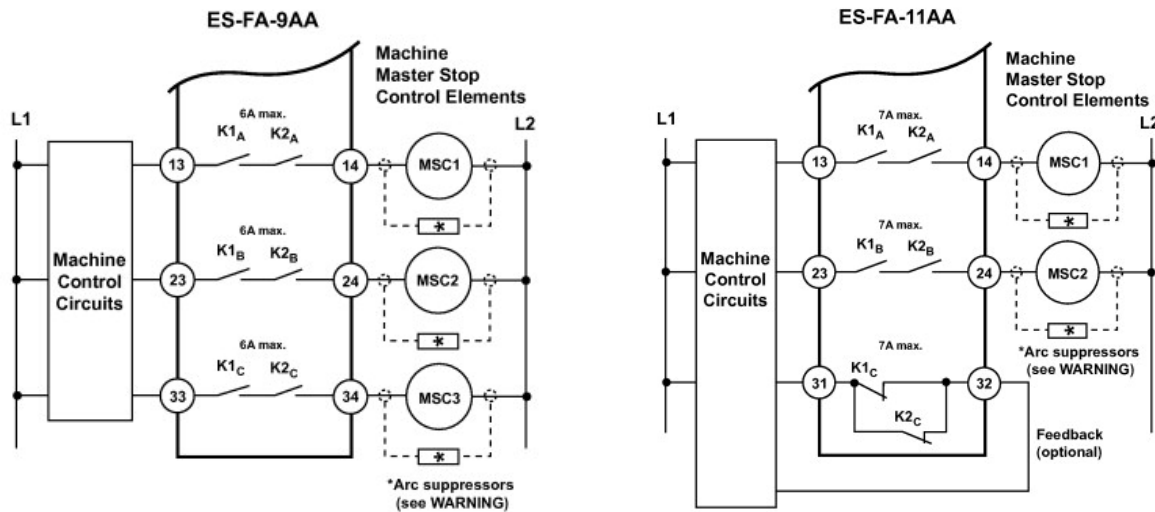 ES-FA-9AA
Machine
Master Stop
Control Elements
L1
L2
6A max.
K1A K2A
13
14
MSC1
*
6A max.
K1B K2B
23
24
MSC2
*
Machine
Control
Circuits
6A max.
K1C K2C
33
34
MSC3
*
*Arc suppressors
(see WARNING)
ES-FA-11AA
Machine
Master Stop
Control Elements
L1
L2
7A max.
K1A K2A
13
14
MSC1
*
7A max.
K1B K2B
23
24
MSC2
*
Machine
Control
Circuits
*Arc suppressors
(see WARNING)
7A max.
K1C
31
32
K2C
Feedback
(optional)